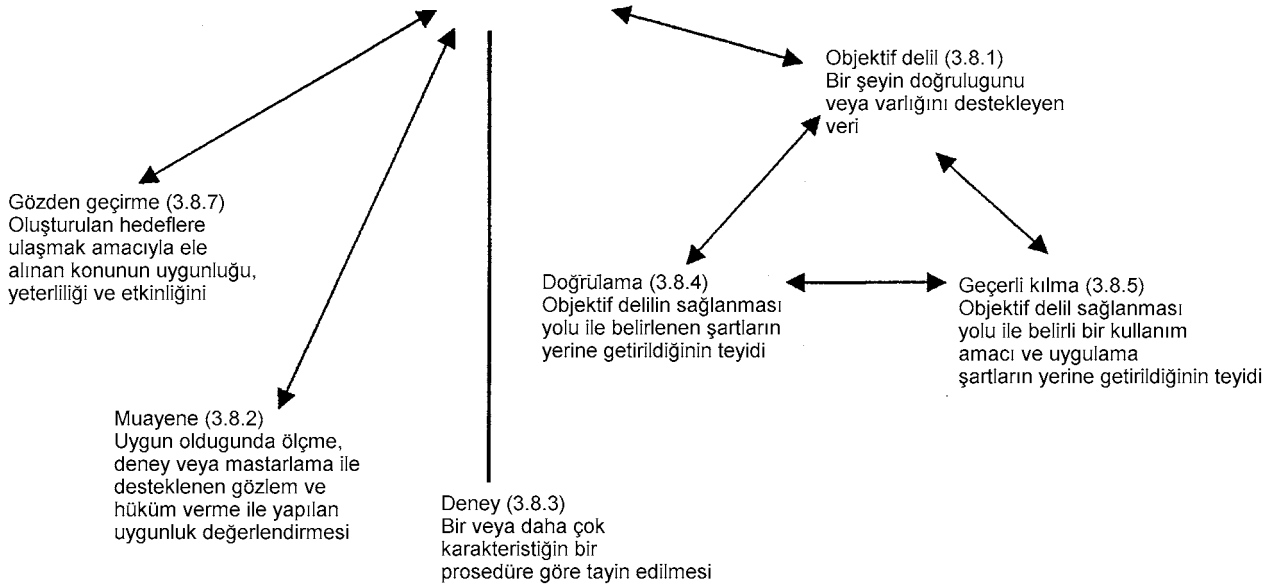 Objektif delil (3.8.1)
Bir şeyin doğrulugunu
veya varlığını destekleyen
veri
Gözden geçirme (3.8.7)
Oluşturulan hedeflere
ulaşmak amacıyla ele
alınan konunun uygunluğu,
yeterliliği ve etkinliğini
Doğrulama (3.8.4)
Objektif delilin sağlanması
yolu ile belirlenen şartların
yerine getirildiğinin teyidi
Geçerli kılma (3.8.5)
Objektif delil sağlanması
yolu ile belirli bir kullanım
amacı ve uygulama
şartların yerine getirildiğinin teyidi
Muayene (3.8.2)
Uygun oldugunda ölçme,
deney veya mastarlama ile
desteklenen gözlem ve
hüküm verme ile yapılan
uygunluk değerlendirmesi
Deney (3.8.3)
Bir veya daha çok
karakteristiğin bir
prosedüre göre tayin edilmesi